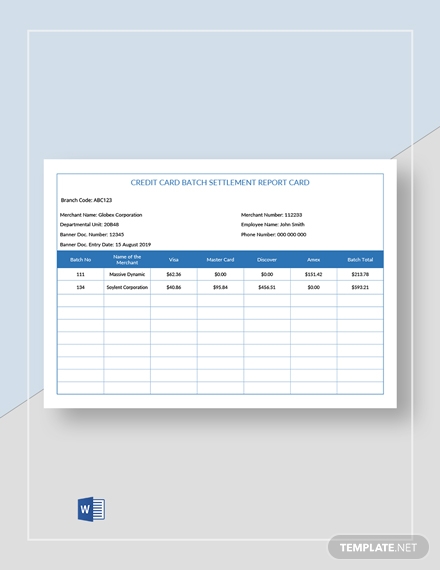 CREDIT CARD BATCH SETTLEMENT REPORT CARD
Branch Code: ABC123
Merchant Name: Globex Corporation Merchant Number: 112233
Departmental Unit: 20B48 Employee Name: John Smith
Banner Doc. Number: 12345 Phone Number: 000 000 000
Banner Doc. Entry Date: 15 August 2019
Batch No Name of the Merchant Visa Master Card Discover Amex Batch Total
111 Massive Dynamic $62.36 $0.00 $0.00 $151.42 $213.78
134 Soylent Corporation $40.86 $95.84 $456.51 $0.00 $593.21
W
TEMPLATE.NET